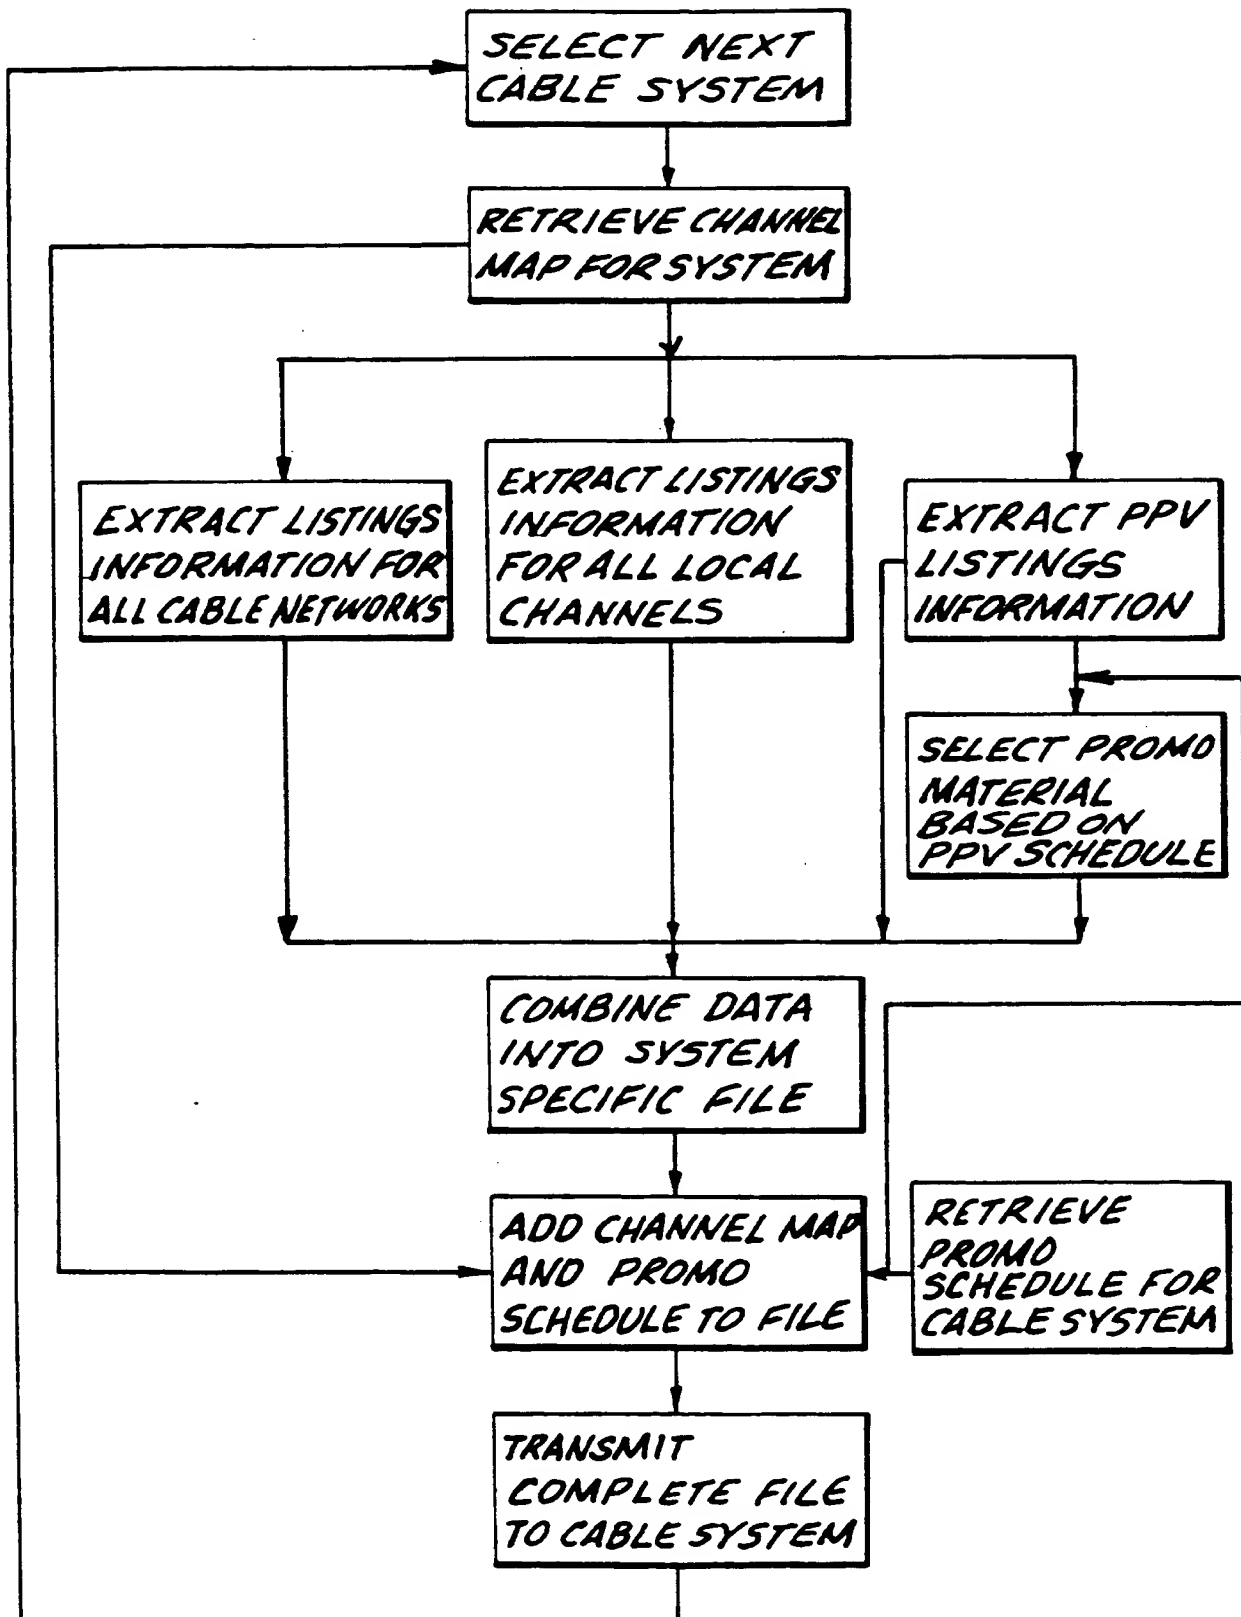 SELECT NEXT
CABLE SYSTEM
RETRIEVE CHANNEL
MAP FOR SYSTEM
EXTRACT LISTINGS
INFORMATION FOR
ALL CABLE NETWORKS
EXTRACT LISTINGS
INFORMATION
FOR ALL LOCAL
CHANNELS
EXTRACT PPV
LISTINGS
INFORMATION
SELECT PROMO
MATERIAL
BASED ON
PPV SCHEDULE
COMBINE DATA
INTO SYSTEM
SPECIFIC FILE
ADD CHANNEL MAP
AND PROMO
SCHEDULE TO FILE
RETRIEVE
PROMO
SCHEDULE FOR
CABLE SYSTEM
TRANSMIT
COMPLETE FILE
TO CABLE SYSTEM